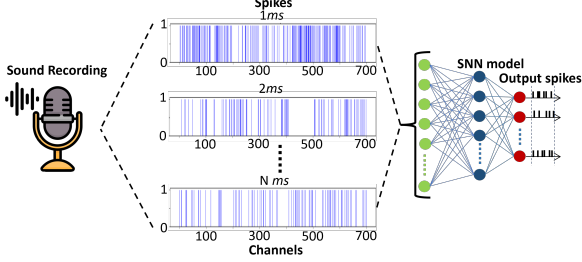 Spikes
1ms
1
0
100 300 500 700
Sound Recording
SNN model
Output spikes
2ms
1
0
100 300 500 700
N ms
1
0
100 300 500 700
Channels